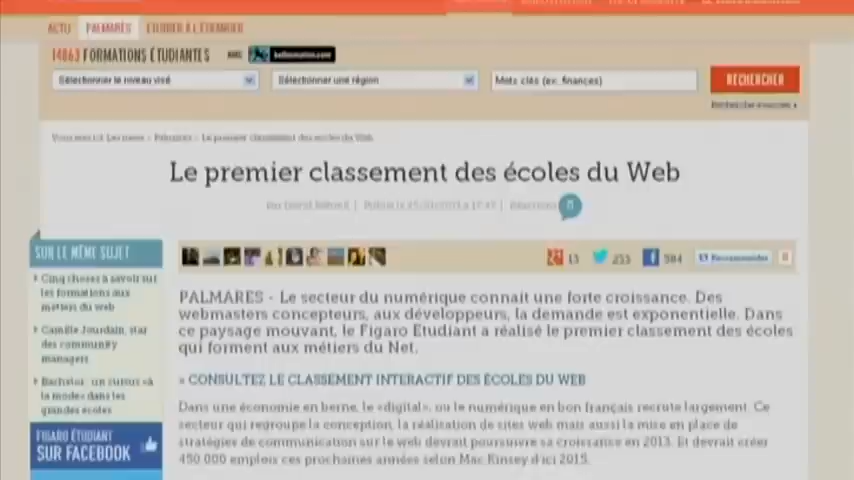 ACTU PALMARÈS ÉTUDIER À L'ÉTRANGER
14863 FORMATIONS ÉTUDIANTES AVEC
Sélectionner le niveau visé Sélectionner une région Mots clés (ex: finances) RECHERCHER
Le premier classement des écoles du Web
SUR LE MÊME SUJET
13 253 584 Recommander
Cinq choses à savoir sur
les formations aux
métiers du web
Camille Jourdain, star
des community
managers
Bachelor : un cursus «à
la mode» dans les
grandes écoles
FIGARO ÉTUDIANT
SUR FACEBOOK
PALMARES - Le secteur du numérique connait une forte croissance. Des
webmasters concepteurs, aux développeurs, la demande est exponentielle. Dans
ce paysage mouvant, le Figaro Etudiant a réalisé le premier classement des écoles
qui forment aux métiers du Net.
» CONSULTEZ LE CLASSEMENT INTERACTIF DES ÉCOLES DU WEB
Dans une économie en berne, le «digital», ou le numérique en bon français recrute largement. Ce
secteur qui regroupe la conception, la réalisation de sites web mais aussi la mise en place de
stratégies de communication sur le web devrait poursuivre sa croissance en 2013. Et devrait créer
450 000 emplois ces prochaines années selon Mac Kinsey d'ici 2015.